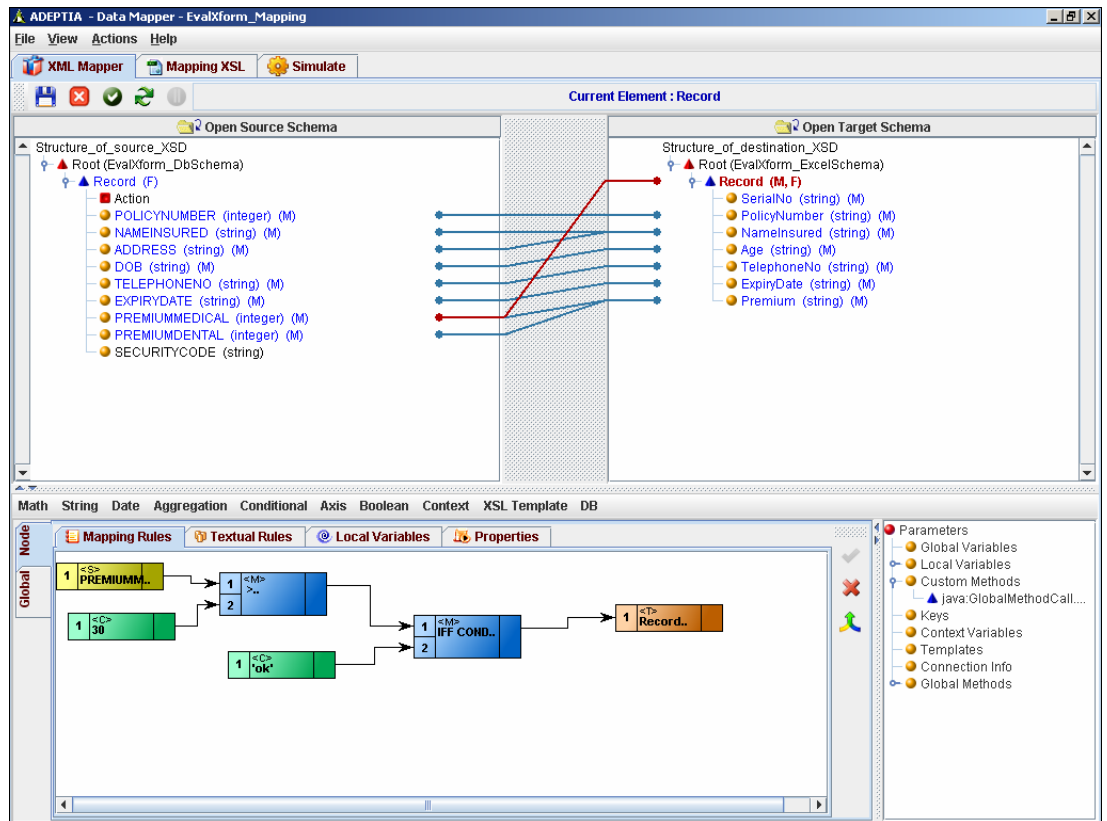 ADEPTIA - Data Mapper - EvalXform_Mapping
File View Actions Help
XML Mapper Mapping XSL Simulate
Current Element : Record
Open Source Schema
Structure_of_source_XSD
Root (EvalXform_DbSchema)
Record (F)
Action
POLICYNUMBER (integer) (M)
NAMEINSURED (string) (M)
ADDRESS (string) (M)
DOB (string) (M)
TELEPHONENO (string) (M)
EXPIRYDATE (string) (M)
PREMIUMMEDICAL (integer) (M)
PREMIUMDENTAL (integer) (M)
SECURITYCODE (string)
Open Target Schema
Structure_of_destination_XSD
Root (EvalXform_ExcelSchema)
Record (M, F)
SerialNo (string) (M)
PolicyNumber (string) (M)
NameInsured (string) (M)
Age (string) (M)
TelephoneNo (string) (M)
ExpiryDate (string) (M)
Premium (string) (M)
Math String Date Aggregation Conditional Axis Boolean Context XSL Template DB
Node
Global
Mapping Rules Textual Rules Local Variables Properties
1 <S> PREMIUMM..
1 <C> 30
1 <M> >..
2
1 <C> 'ok'
1 <M> IFF COND..
2
1 <T> Record..
Parameters
Global Variables
Local Variables
Custom Methods
java:GlobalMethodCall....
Keys
Context Variables
Templates
Connection Info
Global Methods